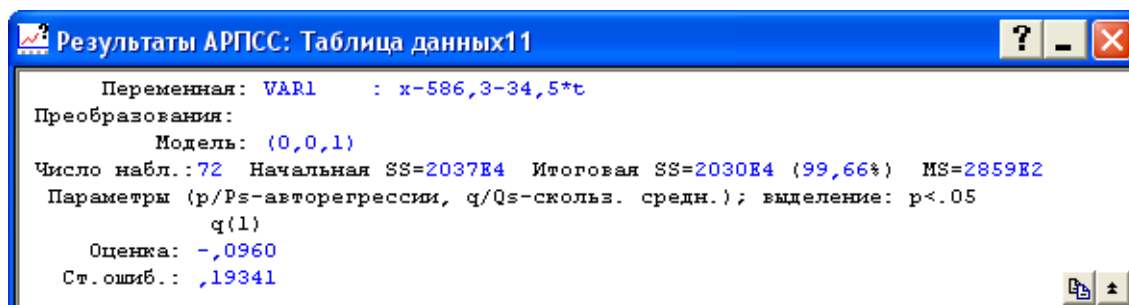 Результаты АРПСС: Таблица данных11
Переменная: VAR1 : x-586,3-34,5*t
Преобразования:
Модель: (0,0,1)
Число набл.:72 Начальная SS=2037E4 Итоговая SS=2030E4 (99,66%) MS=2859E2
Параметры (p/Ps-авторегрессии, q/Qs-скольз. средн.); выделение: p<.05
q(1)
Оценка: -,0960
Ст.ошиб.: ,19341